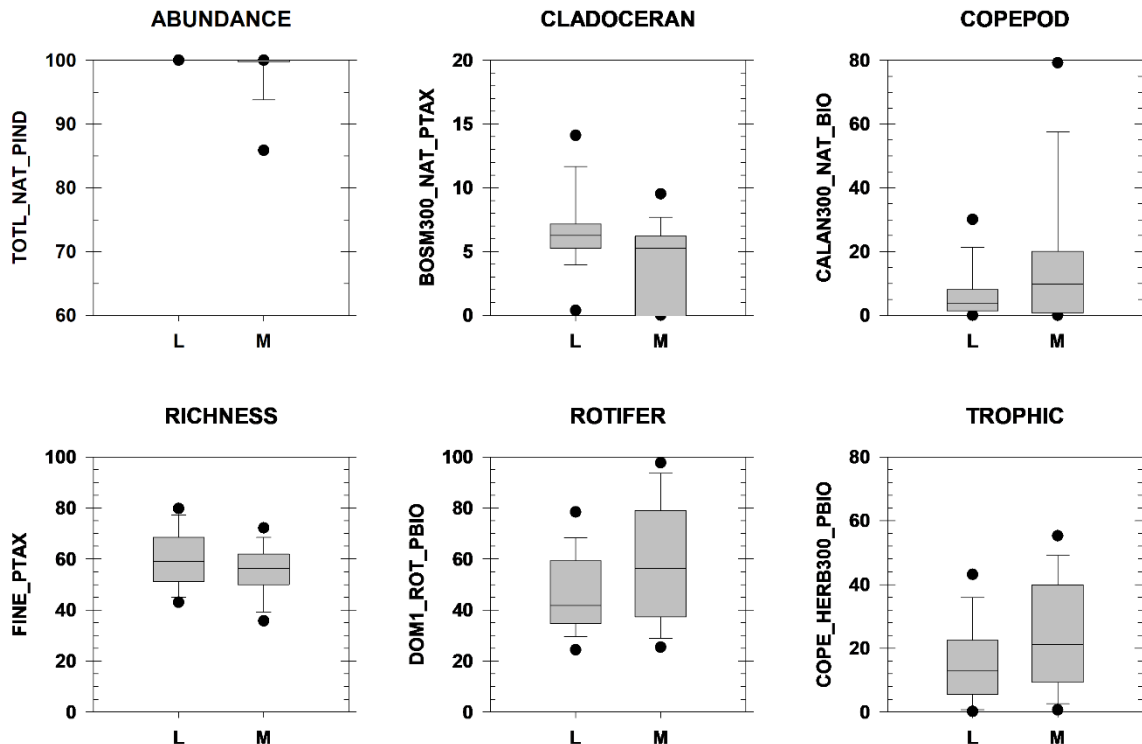 ABUNDANCE
TOTL_NAT_PIND
100
90
80
70
60
L M
CLADOCERAN
BOSM300_NAT_PTAX
20
15
10
5
0
L M
COPEPOD
CALAN300_NAT_BIO
80
60
40
20
0
L M
RICHNESS
FINE_PTAX
100
80
60
40
20
0
L M
ROTIFER
DOM1_ROT_PBIO
100
80
60
40
20
0
L M
TROPHIC
COPE_HERB300_PBIO
80
60
40
20
0
L M